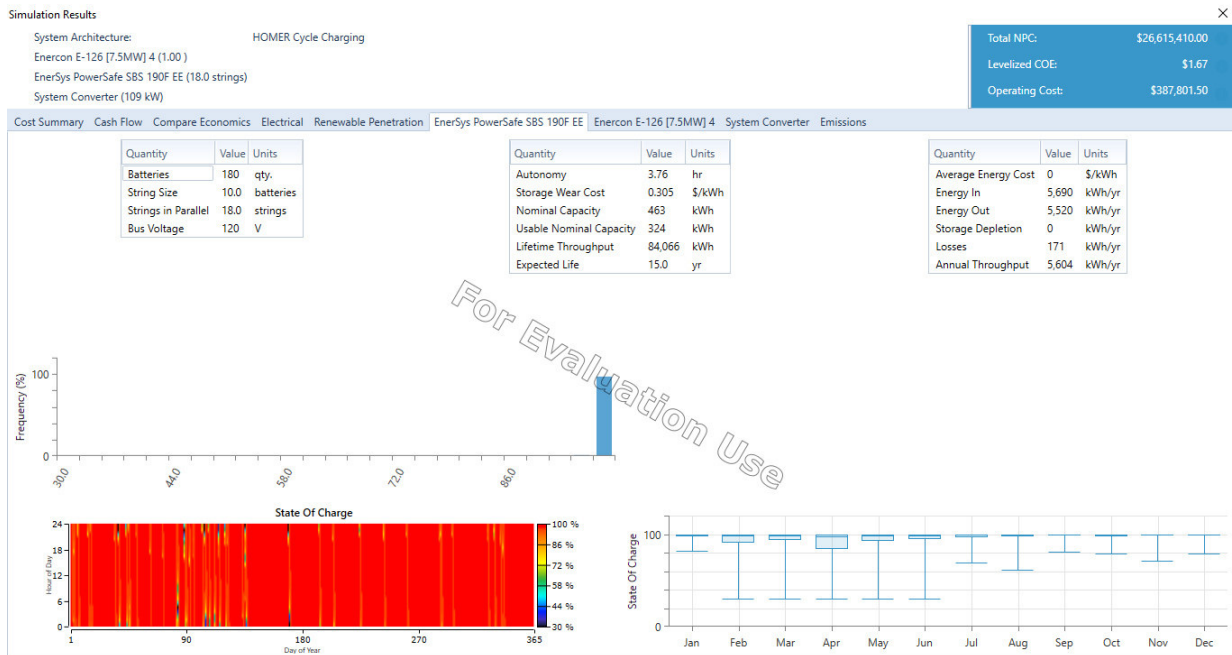 Simulation Results
System Architecture: HOMER Cycle Charging
Enercon E-126 [7.5MW] 4 (1.00 )
EnerSys PowerSafe SBS 190F EE (18.0 strings)
System Converter (109 kW)
Total NPC: $26,615,410.00
Levelized COE: $1.67
Operating Cost: $387,801.50
Cost Summary Cash Flow Compare Economics Electrical Renewable Penetration EnerSys PowerSafe SBS 190F EE Enercon E-126 [7.5MW] 4 System Converter Emissions
Quantity Value Units
Batteries 180 qty.
String Size 10.0 batteries
Strings in Parallel 18.0 strings
Bus Voltage 120 V
Quantity Value Units
Autonomy 3.76 hr
Storage Wear Cost 0.305 $/kWh
Nominal Capacity 463 kWh
Usable Nominal Capacity 324 kWh
Lifetime Throughput 84,066 kWh
Expected Life 15.0 yr
Quantity Value Units
Average Energy Cost 0 $/kWh
Energy In 5,690 kWh/yr
Energy Out 5,520 kWh/yr
Storage Depletion 0 kWh/yr
Losses 171 kWh/yr
Annual Throughput 5,604 kWh/yr
For Evaluation Use
Frequency (%)
100
0
30.0 44.0 58.0 72.0 86.0
State Of Charge
Hour of Day
24
18
12
6
0
1 90 180 270 365
Day of Year
100 %
86 %
72 %
58 %
44 %
30 %
State Of Charge
100
0
Jan Feb Mar Apr May Jun Jul Aug Sep Oct Nov Dec